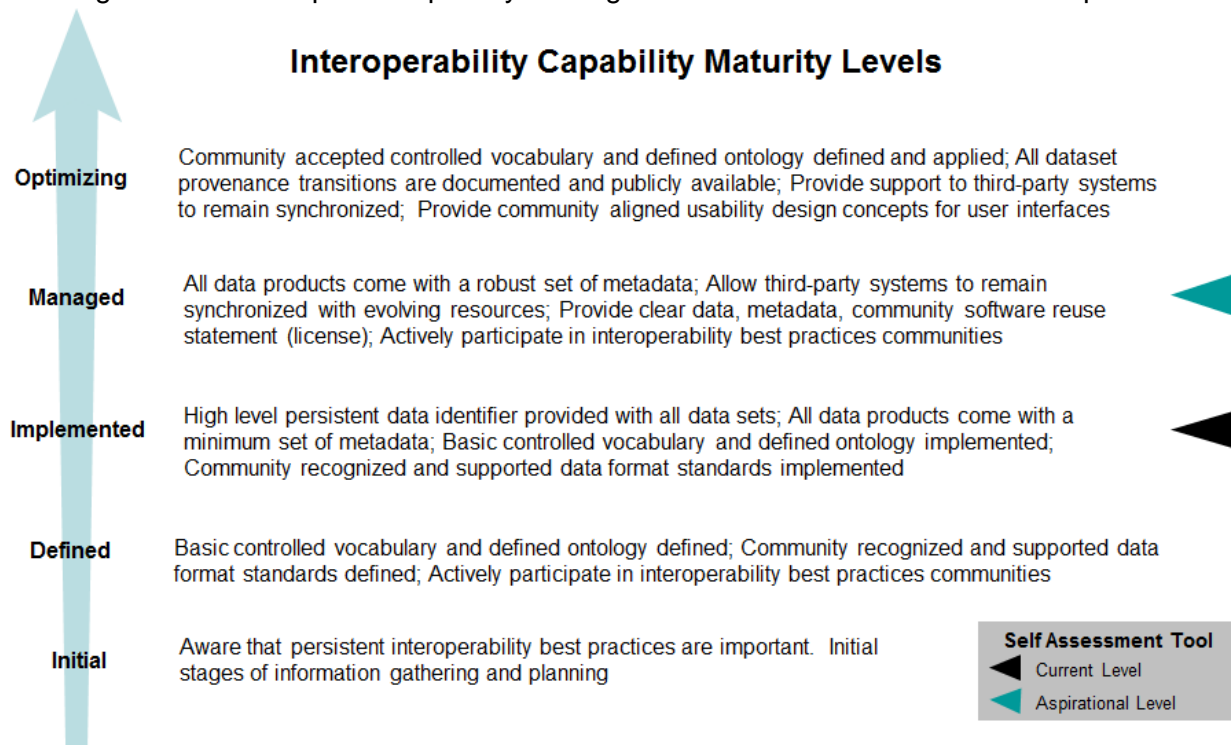 Interoperability Capability Maturity Levels
Optimizing
Community accepted controlled vocabulary and defined ontology defined and applied; All dataset
provenance transitions are documented and publicly available; Provide support to third-party systems
to remain synchronized; Provide community aligned usability design concepts for user interfaces
Managed
All data products come with a robust set of metadata; Allow third-party systems to remain
synchronized with evolving resources; Provide clear data, metadata, community software reuse
statement (license); Actively participate in interoperability best practices communities
Implemented
High level persistent data identifier provided with all data sets; All data products come with a
minimum set of metadata; Basic controlled vocabulary and defined ontology implemented;
Community recognized and supported data format standards implemented
Defined
Basic controlled vocabulary and defined ontology defined; Community recognized and supported data
format standards defined; Actively participate in interoperability best practices communities
Initial
Aware that persistent interoperability best practices are important. Initial
stages of information gathering and planning
Self Assessment Tool
Current Level
Aspirational Level